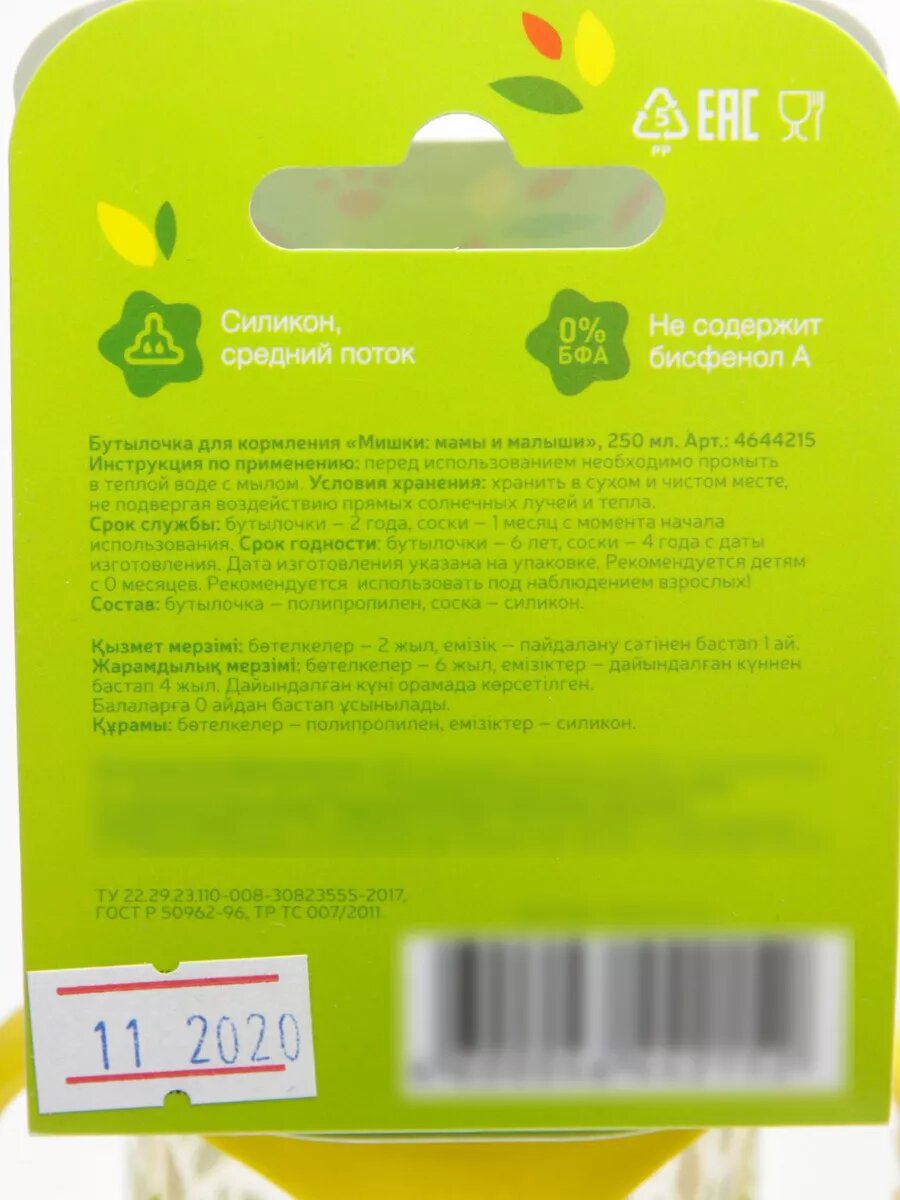 5
PP
EAC
Силикон,
средний поток
0%
БФА
Не содержит
бисфенол А
Бутылочка для кормления «Мишки: мамы и малыши», 250 мл. Арт.: 4644215
Инструкция по применению: перед использованием необходимо промыть
в теплой воде с мылом. Условия хранения: хранить в сухом и чистом месте,
не подвергая воздействию прямых солнечных лучей и тепла.
Срок службы: бутылочки – 2 года, соски – 1 месяц с момента начала
использования. Срок годности: бутылочки – 6 лет, соски – 4 года с даты
изготовления. Дата изготовления указана на упаковке. Рекомендуется детям
с 0 месяцев. Рекомендуется использовать под наблюдением взрослых!
Состав: бутылочка – полипропилен, соска – силикон.
Қызмет мерзімі: бөтелкелер – 2 жыл, емізік – пайдалану сәтінен бастап 1 ай.
Жарамдылық мерзімі: бөтелкелер – 6 жыл, емізіктер – дайындалған күннен
бастап 4 жыл. Дайындалған күні орамада көрсетілген.
Балаларға 0 айдан бастап ұсынылады.
Құрамы: бөтелкелер – полипропилен, емізіктер – силикон.
ТУ 22.29.23.110-008-30823555-2017,
ГОСТ Р 50962-96, ТР ТС 007/2011
11 2020